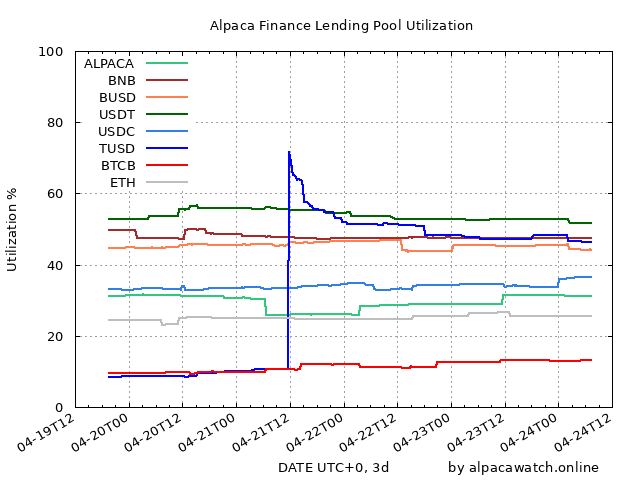 Alpaca Finance Lending Pool Utilization
100
80
60
40
20
0
Utilization %
ALPACA
BNB
BUSD
USDT
USDC
TUSD
BTCB
ETH
04-19T12
04-20T00
04-20T12
04-21T00
04-21T12
04-22T00
04-22T12
04-23T00
04-23T12
04-24T00
04-24T12
DATE UTC+0, 3d
by alpacawatch.online